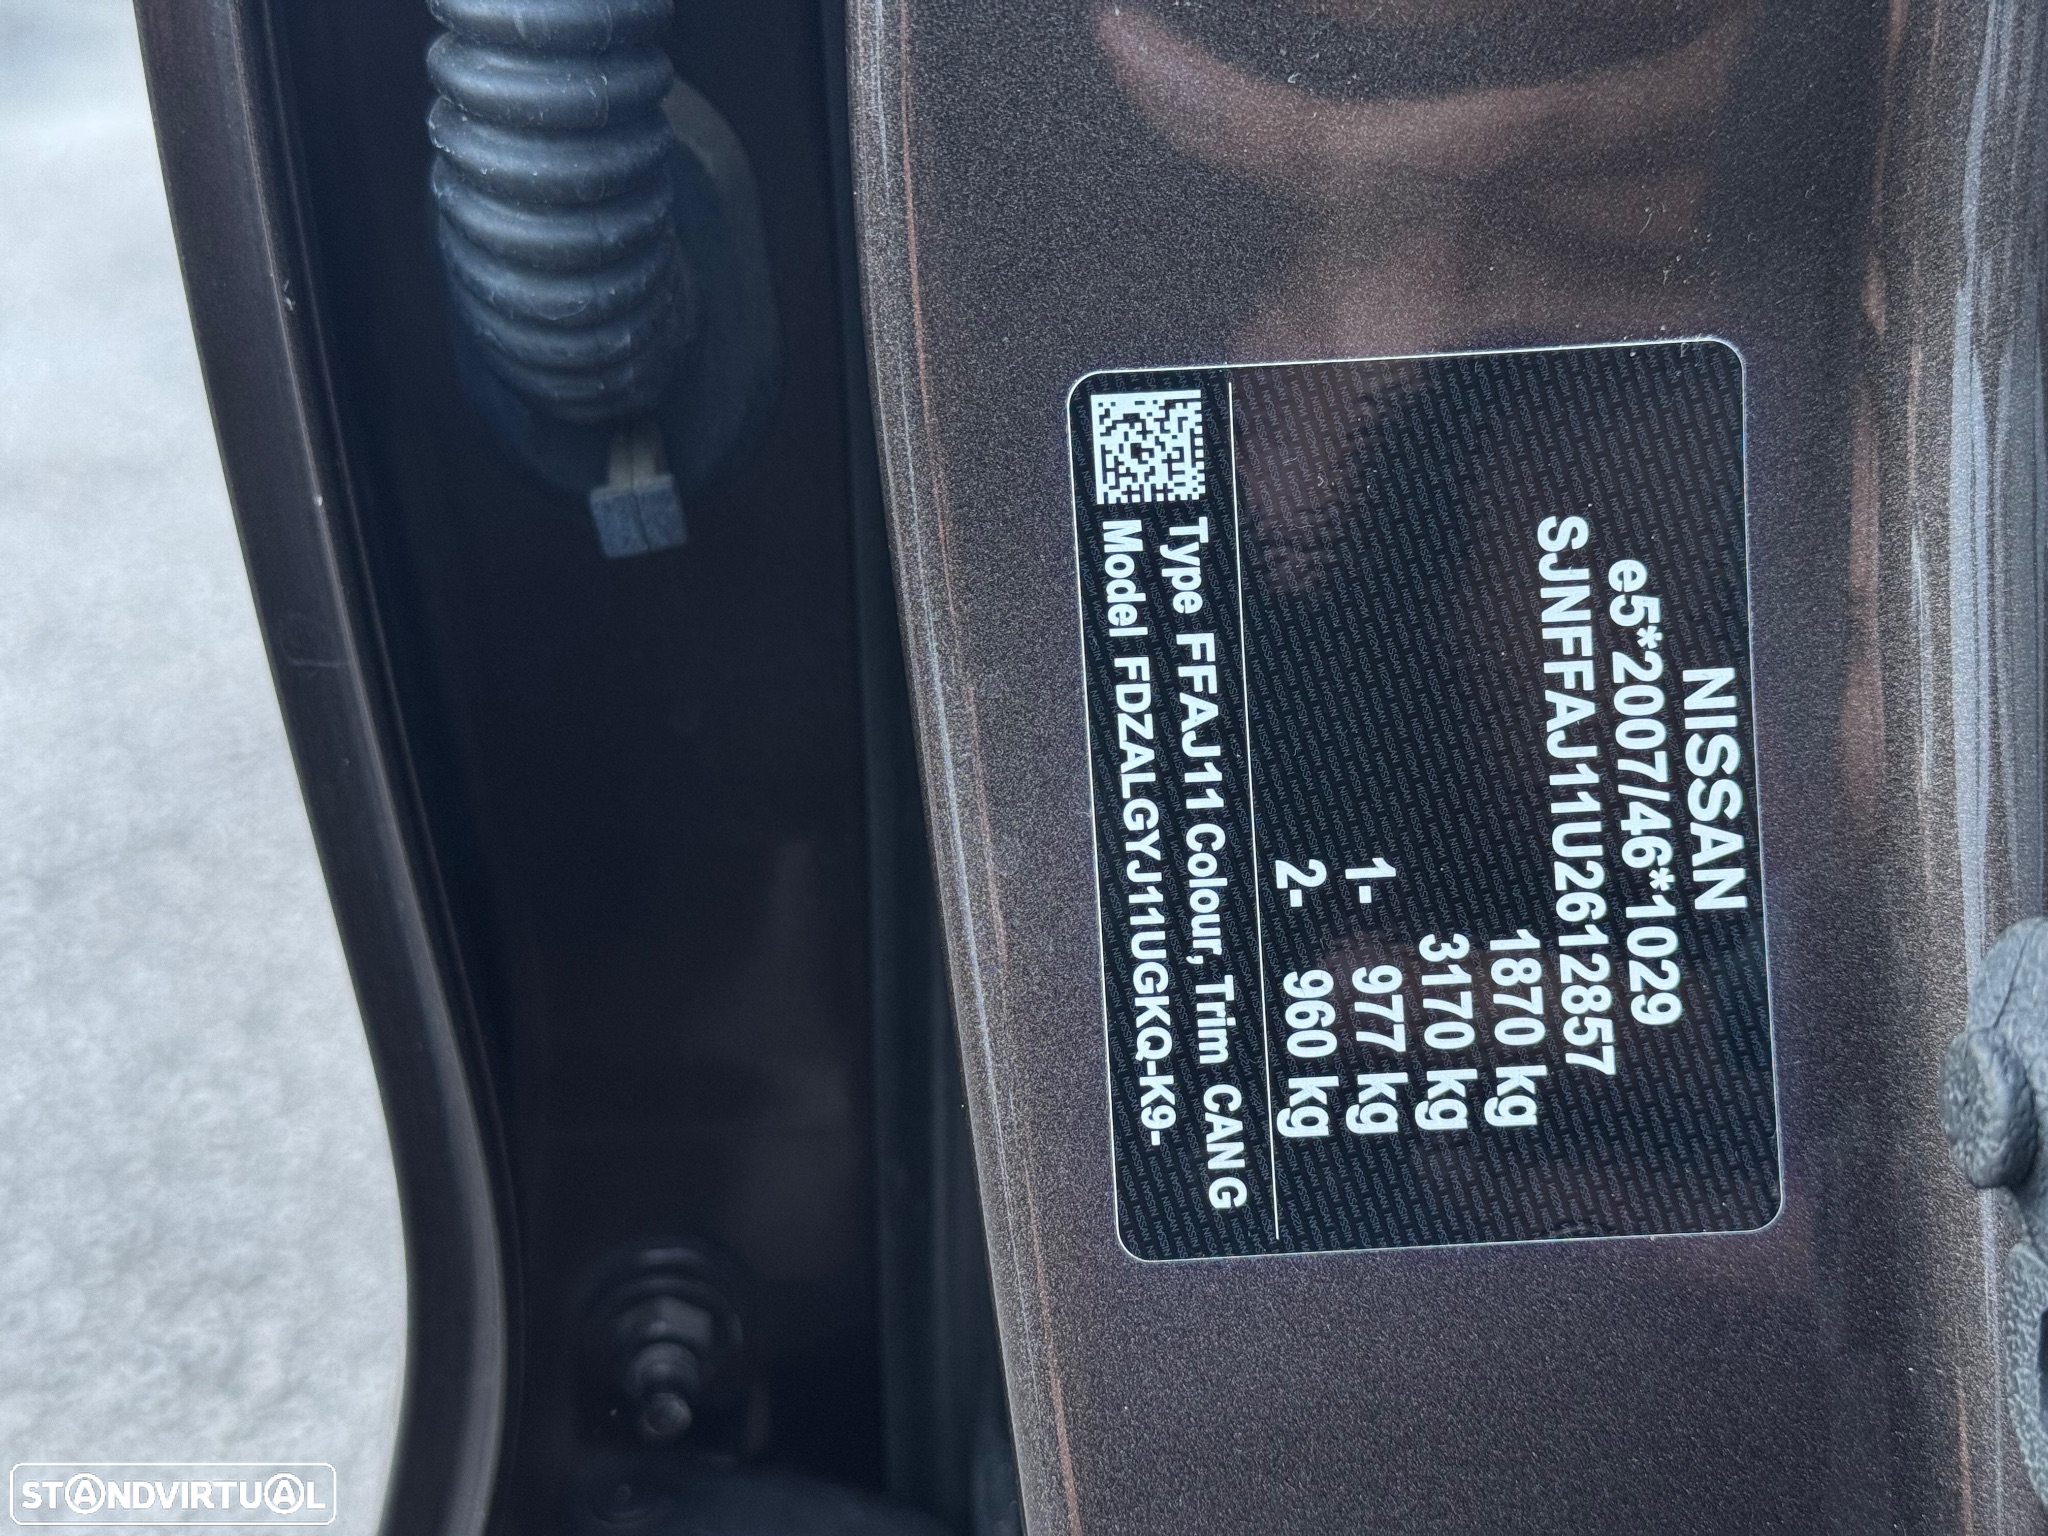 NISSAN
e5*2007/46*1029
SJNFFAJ11U2612857
1870 kg
3170 kg
1- 977 kg
2- 960 kg
Type FFAJ11 Colour, Trim CAN G
Model FDZALGYJ11UGKQ-K9-
STANDVIRTUAL